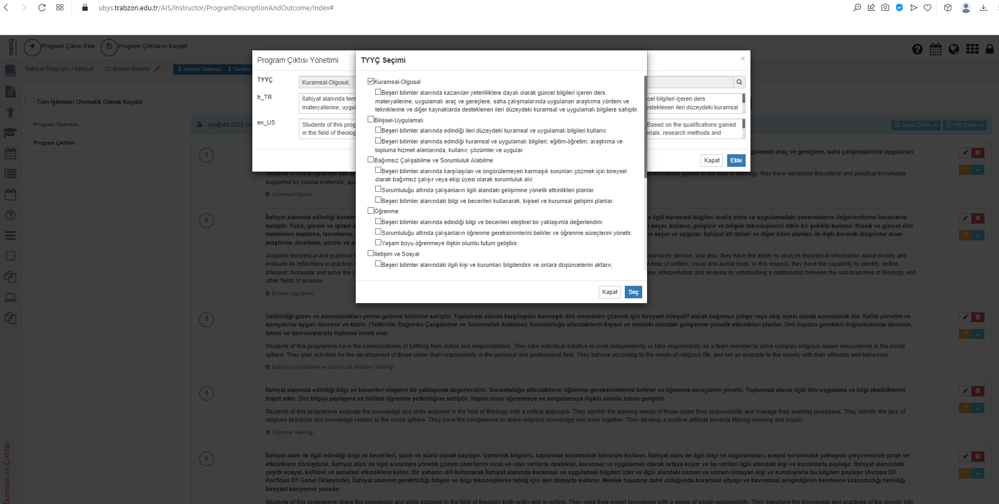 ubys.trabzon.edu.tr/AIS/Instructor/ProgramDescriptionAndOutcome/Index#
menü
Program Çıktısı Ekle
Program Çıktılarını Kaydet
İlahiyat Programı / İlahiyat / 22-Beşeri Bilimler /
Yardım Videosu
Yardım
Tüm İşlemleri Otomatik Olarak Kaydet
Program Tanımları
Program Çıktıları
Tanımları ve Çıktıları
Program Çıktısı Yönetimi
×
TYYÇ
Kuramsal-Olgusal,
tr_TR
İlahiyat alanında tem
cel bilgileri içeren ders
materyallerine, uygul
esteklenen ileri düzeydeki kuramsal
en_US
Students of this prog
Based on the qualifications gained
in the field of theolog
rials, research methods and
Kapat
Ekle
TYYÇ Seçimi
Kuramsal-Olgusal
Beşeri bilimler alanında kazanılan yeterliliklere dayalı olarak güncel bilgileri içeren ders
materyallerine, uygulamalı araç ve gereçlere, saha çalışmalarında uygulanan araştırma yöntem ve
tekniklerine ve diğer kaynaklarda desteklenen ileri düzeydeki kuramsal ve uygulamalı bilgilere sahiptir.
Bilişsel-Uygulamalı
Beşeri bilimler alanında edindiği ileri düzeydeki kuramsal ve uygulamalı bilgileri kullanır.
Beşeri bilimler alanında edindiği kuramsal ve uygulamalı bilgileri; eğitim-öğretim, araştırma ve
topluma hizmet alanlarında, kullanır, çözümler ve uygular.
Bağımsız Çalışabilme ve Sorumluluk Alabilme
Beşeri bilimler alanında karşılaşılan ve öngörülemeyen karmaşık sorunları çözmek için bireysel
olarak bağımsız çalışır veya ekip üyesi olarak sorumluluk alır.
Sorumluluğu altında çalışanların ilgili alandaki gelişimine yönelik etkinlikleri planlar.
Beşeri bilimler alanındaki bilgi ve becerileri kullanarak, kişisel ve kurumsal gelişimi planlar.
Öğrenme
Beşeri bilimler alanında edindiği bilgi ve becerileri eleştirel bir yaklaşımla değerlendirir.
Sorumluluğu altında çalışanların öğrenme gereksinimlerini belirler ve öğrenme süreçlerini yönetir.
Yaşam boyu öğrenmeye ilişkin olumlu tutum geliştirir.
İletişim ve Sosyal
Beşeri bilimler alanındaki ilgili kişi ve kurumları bilgilendirir ve onlara düşüncelerini aktarır,
Kapat
Seç
Aşağıda 2022 yılı
Excel Çıktısı Al
Pdf Çıktısı Al
1
gulamalı araç ve gereçlere, saha çalışmalarında uygulanan
Students of this programme can un
qualifications gained in the field of theology, they have advanced theoretical and practical knowledge
supported by course materials, app
Kuramsal-Olgusal
2
İlahiyat alanında edindiği kurams
a ilgili kuramsal bilgileri analiz etme ve uygulamadaki yansımalarını değerlendirme becerisine
sahiptir. Yazılı, görsel ve işitsel a
n seçer, kullanır, geliştirir ve bilişim teknolojilerini etkin bir şekilde kullanır. Klasik ve güncel dini
meseleleri saptama, tanımlama,
ni seçer ve uygular. İlahiyat alt dalları ve diğer bilim alanları ile ilişki kurarak disiplinler arası
araştırma -inceleme, yorum ve a
Acquired theoretical and practical k
ommunity service, and also, they have the ability to analyze theoretical information about divinity and
evaluate its reflections in practice.
e help of written, visual and audial tools. In this respect, they have the capability to identify, define,
interpret, formulate and solve the c
ew, interpretation and analysis by establishing a relationship between the sub-branches of theology and
other fields of science.
Bilişsel-Uygulamalı
3
Üstlendiği görev ve sorumlulukları yerine getirme bilincine sahiptir. Toplumsal alanda karşılaşılan karmaşık dini meseleleri çözmek için bireysel inisiyatif alarak bağımsız çalışır veya ekip üyesi olarak sorumluluk alır. Kalite yönetim ve
süreçlerine uygun davranır ve katılır. (Yetkinlik: Bağımsız Çalışabilme ve Sorumluluk Alabilme) Sorumluluğu altındakilerin kişisel ve mesleki alandaki gelişimine yönelik etkinlikleri planlar. Dini hayatın gerekleri doğrultusunda davranır,
tutum ve davranışlarıyla topluma örnek olur.
Students of this programme have the consciousness of fulfilling their duties and responsibilities. They take individual initiative to work independently or take responsibility as a team member to solve complex religious issues encountered in the social
sphere. They plan activities for the development of those under their responsibility in the personal and professional field. They behave according to the needs of religious life, and set an example to the society with their attitudes and behaviors.
Bağımsız Çalışabilme ve Sorumluluk Alabilme Yetkinliği
4
İlahiyat alanında edindiği bilgi ve becerileri eleştirel bir yaklaşımla değerlendirir. Sorumluluğu altındakilerin öğrenme gereksinimlerini belirler ve öğrenme süreçlerini yönetir. Toplumsal alanla ilgili dini uygulama ve bilgi eksikliklerini
tespit eder. Dini bilgiyi paylaşma ve birlikte öğrenme yetkinliğine sahiptir. Yaşam boyu öğrenmeye ve sorgulamaya ilişkin olumlu tutum geliştirir.
Students of this programme evaluate the knowledge and skills acquired in the field of theology with a critical approach. They identify the learning needs of those under their responsibility and manage their learning processes. They identify the lack of
religious practices and knowledge related to the social sphere. They have the competence to share religious knowledge and learn together. They develop a positive attitude towards lifelong learning and inquiry.
Öğrenme Yetkinliği
5
İlahiyat alanı ile ilgili edindiği bilgi ve becerileri, yazılı ve sözlü olarak paylaşır. Uzmanlık bilgisini, toplumsal sorumluluk bilinciyle kullanır. İlahiyat alanı ile ilgili bilgi ve uygulamaları, sosyal sorumluluk yaklaşımı çerçevesinde proje ve
etkinliklere dönüştürür. İlahiyat alanı ile ilgili sorunlara yönelik çözüm önerilerini nicel ve nitel verilerle destekler, kuramsal ve uygulamalı olarak ortaya koyar ve bu verileri ilgili alandaki kişi ve kurumlarla paylaşır. İlahiyat alanındaki
çeşitli sosyal, kültürel ve sanatsal etkinliklere katılır. Bir yabancı dili kullanarak İlahiyat alanında kuramsal ve uygulamalı bilgileri izler ve ilgili alandaki uzman ve uzman olmayan kişi ve kuruluşlarla bu bilgileri paylaşır (Avrupa Dil
Portföyü B1 Genel Düzeyinde). İlahiyat alanının gerektirdiği bilişim ve bilgi teknolojilerini tebliğ için ileri düzeyde kullanır. Meslek hayatına dahil olduğunda kuramsal altyapı ve kavramsal zenginliğinin kendisine kazandırdığı farklılığı
bireysel kariyerine yansıtır.
Students of this programme share the knowledge and skills acquired in the field of theology both orally and in writing. They uses their expert knowledge with a sense of social responsibility. They transform the knowledge and practices of the divinity into